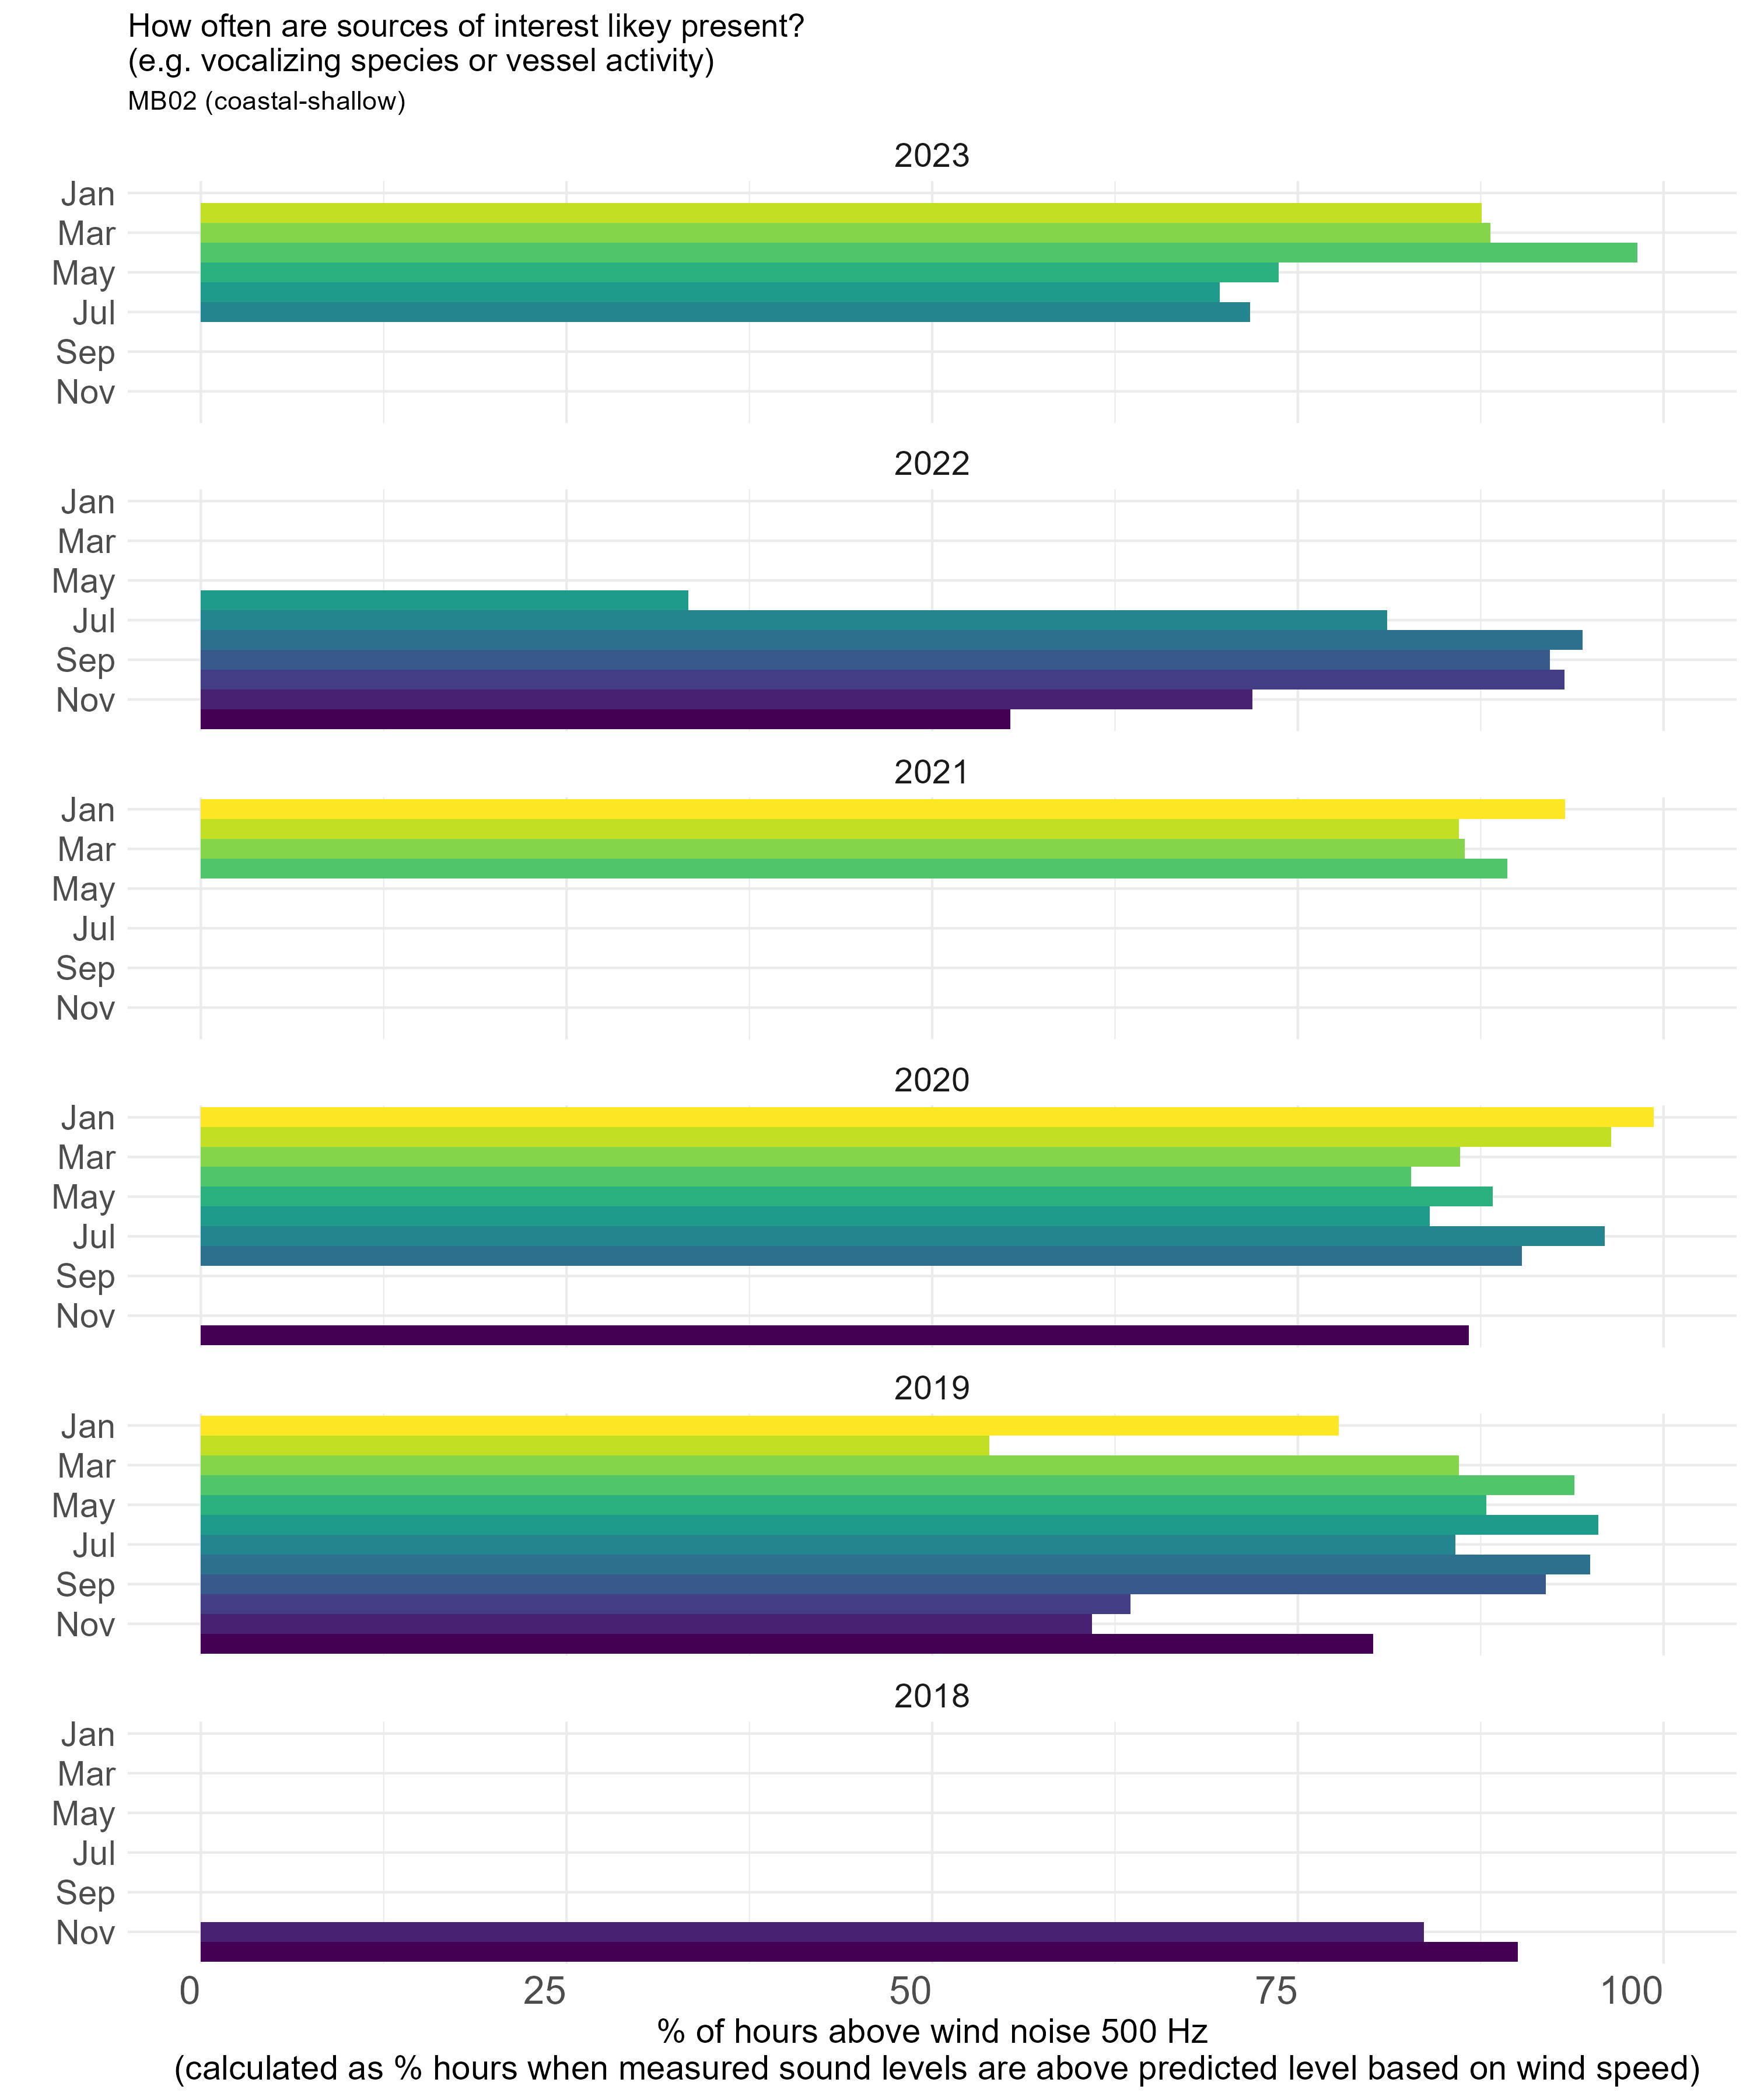 How often are sources of interest likey present?
(e.g. vocalizing species or vessel activity)
MB02 (coastal-shallow)
2023
Jan
Mar
May
Jul
Sep
Nov
2022
Jan
Mar
May
Jul
Sep
Nov
2021
Jan
Mar
May
Jul
Sep
Nov
2020
Jan
Mar
May
Jul
Sep
Nov
2019
Jan
Mar
May
Jul
Sep
Nov
2018
Jan
Mar
May
Jul
Sep
Nov
0 25 50 75 100
% of hours above wind noise 500 Hz
(calculated as % hours when measured sound levels are above predicted level based on wind speed)